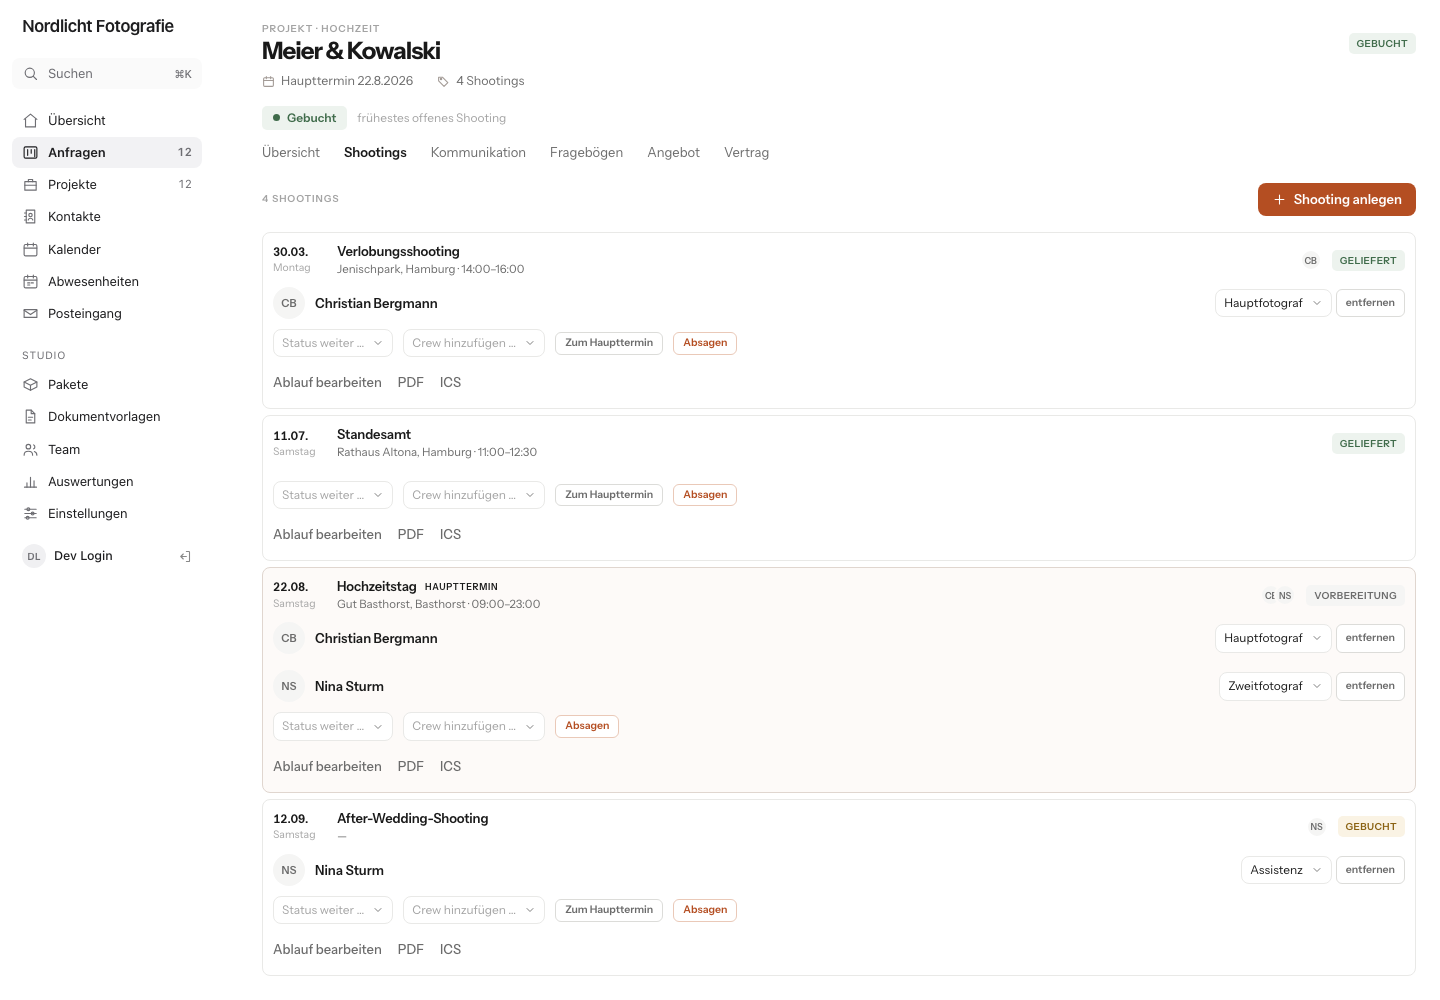 Nordlicht Fotografie
Suchen ⌘K
Übersicht
Anfragen 12
Projekte 12
Kontakte
Kalender
Abwesenheiten
Posteingang
STUDIO
Pakete
Dokumentvorlagen
Team
Auswertungen
Einstellungen
DL Dev Login
PROJEKT · HOCHZEIT
Meier & Kowalski
GEBUCHT
Haupttermin 22.8.2026 4 Shootings
Gebucht frühestes offenes Shooting
Übersicht Shootings Kommunikation Fragebögen Angebot Vertrag
4 SHOOTINGS
Shooting anlegen
30.03. Verlobungsshooting
Montag Jenischpark, Hamburg · 14:00–16:00
CB GELIEFERT
CB Christian Bergmann Hauptfotograf entfernen
Status weiter … Crew hinzufügen … Zum Haupttermin Absagen
Ablauf bearbeiten PDF ICS
11.07. Standesamt
Samstag Rathaus Altona, Hamburg · 11:00–12:30
GELIEFERT
Status weiter … Crew hinzufügen … Zum Haupttermin Absagen
Ablauf bearbeiten PDF ICS
22.08. Hochzeitstag HAUPTTERMIN
Samstag Gut Basthorst, Basthorst · 09:00–23:00
NS VORBEREITUNG
CB Christian Bergmann Hauptfotograf entfernen
NS Nina Sturm Zweitfotograf entfernen
Status weiter … Crew hinzufügen … Absagen
Ablauf bearbeiten PDF ICS
12.09. After-Wedding-Shooting
Samstag —
NS GEBUCHT
NS Nina Sturm Assistenz entfernen
Status weiter … Crew hinzufügen … Zum Haupttermin Absagen
Ablauf bearbeiten PDF ICS